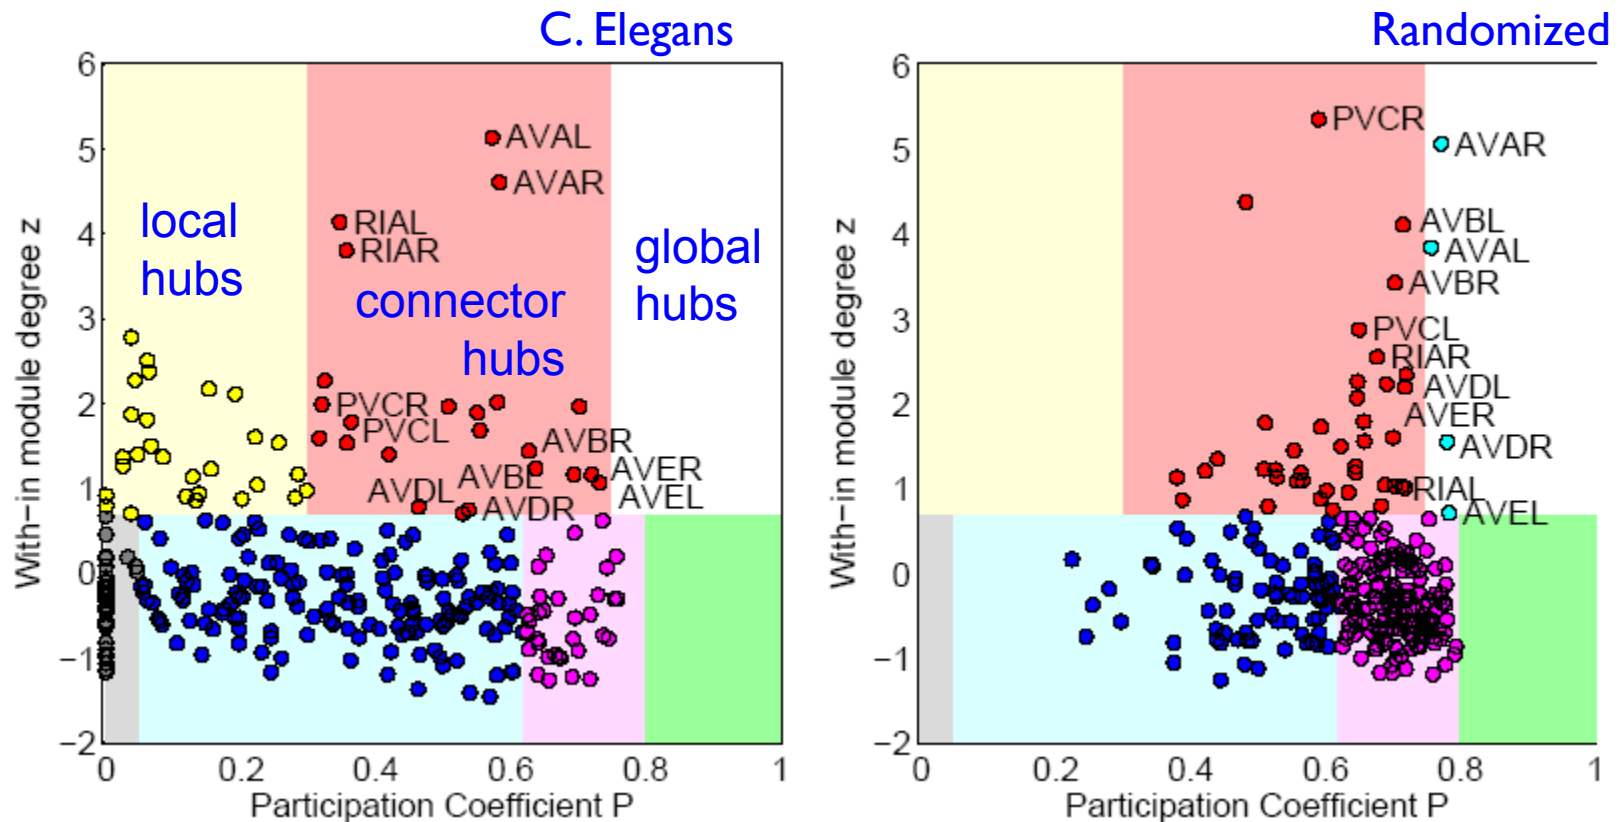 C. Elegans
6
5
4
3
2
1
0
−1
−2
With-in module degree z
AVAL
AVAR
RIAL
RIAR
local
hubs
global
hubs
connector
hubs
PVCR
PVCL
AVBR
AVBL
AVER
AVDL
AVEL
AVDR
0
0.2
0.4
0.6
0.8
1
Participation Coefficient P
Randomized
6
5
4
3
2
1
0
−1
−2
With-in module degree z
PVCR
AVAR
AVBL
AVAL
AVBR
PVCL
RIAR
AVDL
AVER
AVDR
RIAL
AVEL
0
0.2
0.4
0.6
0.8
1
Participation Coefficient P